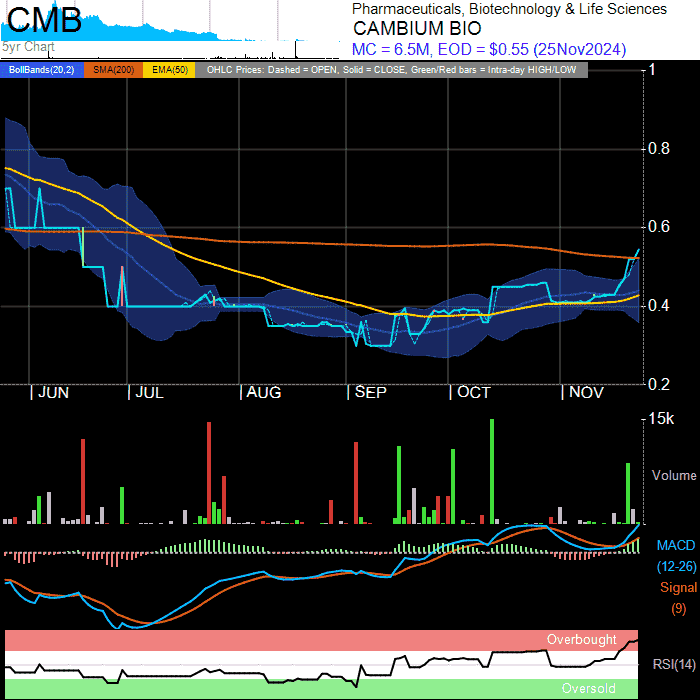 CMB
Pharmaceuticals, Biotechnology & Life Sciences
CAMBIUM BIO
MC = 6.5M, EOD = $0.55 (25Nov2024)
5yr Chart
BollBands(20,2) SMA(200) EMA(50) OHLC Prices: Dashed = OPEN, Solid = CLOSE, Green/Red bars = Intra-day HIGH/LOW
1
0.8
0.6
0.4
0.2
| JUN | JUL | AUG | SEP | OCT | NOV
15k
Volume
MACD
(12-26)
Signal
(9)
Overbought
RSI(14)
Oversold